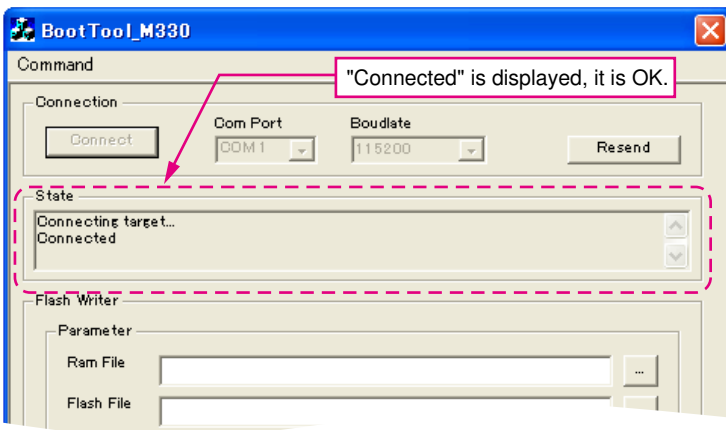 BootTool_M330
Command
"Connected" is displayed, it is OK.
Connection
Connect
Com Port
COM1
Boudlate
115200
Resend
State
Connecting target...
Connected
Flash Writer
Parameter
Ram File
...
Flash File